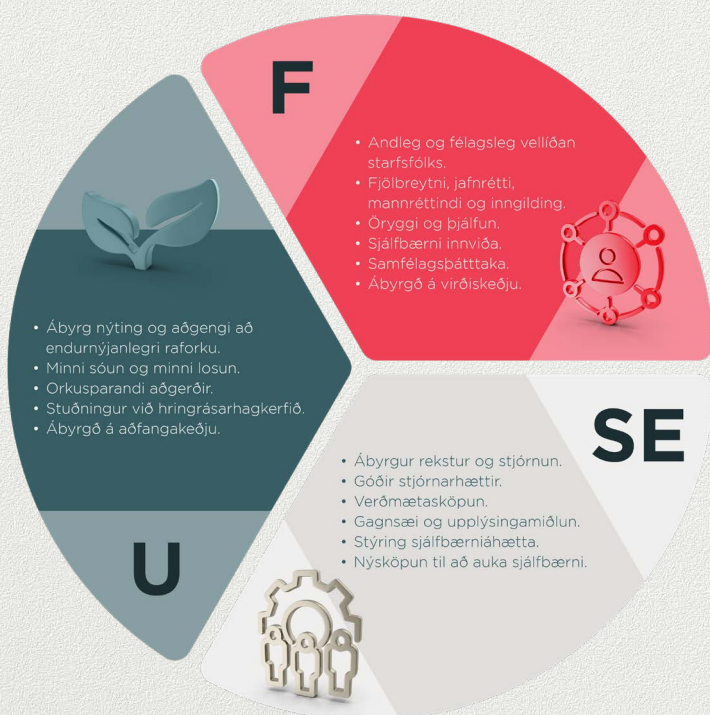 F
• Andleg og félagsleg vellíðan
starfsfólks.
• Fjölbreytni, jafnrétti,
mannréttindi og inngilding.
• Öryggi og þjálfun.
• Sjálfbærni innviða.
• Samfélagsþátttaka.
• Ábyrgð á virðiskeðju.
• Ábyrg nýting og aðgengi að
endurnýjanlegri raforku.
• Minni sóun og minni losun.
• Orkusparandi aðgerðir.
• Stuðningur við hringrásarhagkerfið.
• Ábyrgð á aðfangakeðju.
U
SE
• Ábyrgur rekstur og stjórnun.
• Góðir stjórnarhættir.
• Verðmætasköpun.
• Gagnsæi og upplýsingamiðlun.
• Stýring sjálfbærniáhætta.
• Nýsköpun til að auka sjálfbærni.